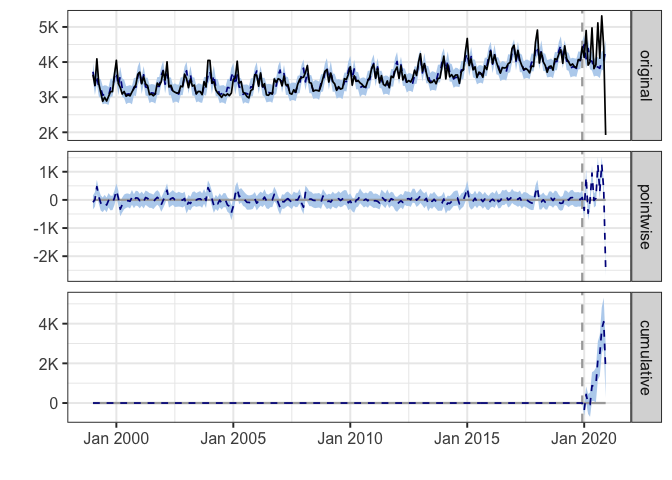 5K
4K
3K
2K
original
1K
0
-1K
-2K
pointwise
4K
2K
0
cumulative
Jan 2000 Jan 2005 Jan 2010 Jan 2015 Jan 2020